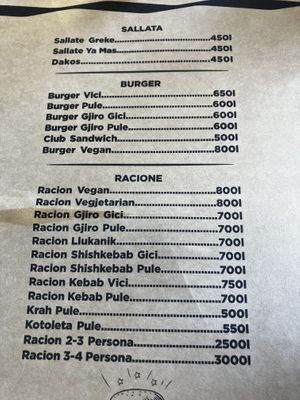 SALLATA
Sallate Greke..........450l
Sallate Ya Mas..........450l
Dakos..........450l
BURGER
Burger Vici..........650l
Burger Pule..........600l
Burger Gjiro Gici..........600l
Burger Gjiro Pule..........600l
Club Sandwich..........500l
Burger Vegan..........800l
RACIONE
Racion Vegan..........800l
Racion Vegjetarian..........800l
Racion Gjiro Gici..........700l
Racion Gjiro Pule..........700l
Racion Llukanik..........700l
Racion Shishkebab Gici..........700l
Racion Shishkebab Pule..........700l
Racion Kebab Vici..........750l
Racion Kebab Pule..........700l
Krah Pule..........500l
Kotoleta Pule..........550l
Racion 2-3 Persona..........2500l
Racion 3-4 Persona..........3000l